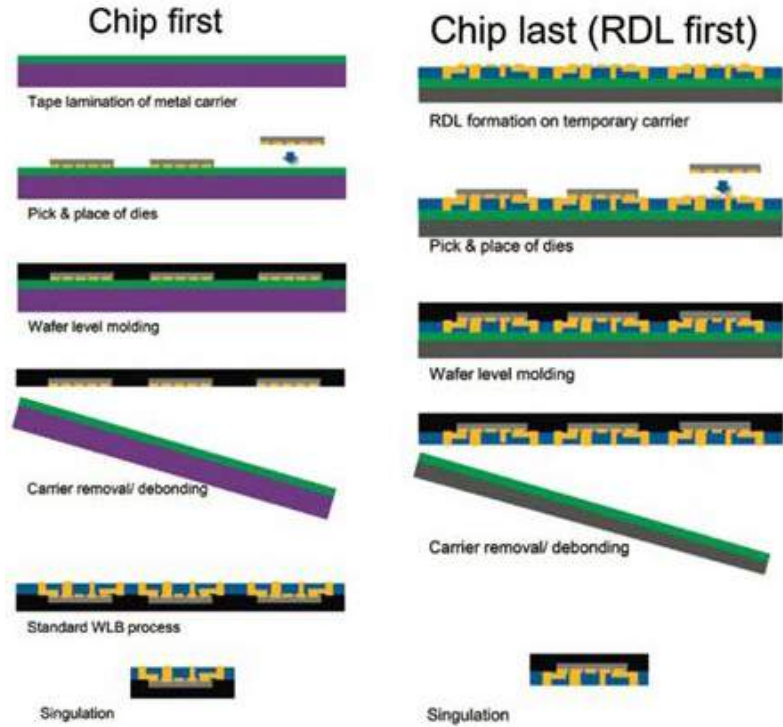 Chip first
Tape lamination of metal carrier
Pick & place of dies
Wafer level molding
Carrier removal/ debonding
Standard WLB process
Singulation
Chip last (RDL first)
RDL formation on temporary carrier
Pick & place of dies
Wafer level molding
Carrier removal/ debonding
Singulation